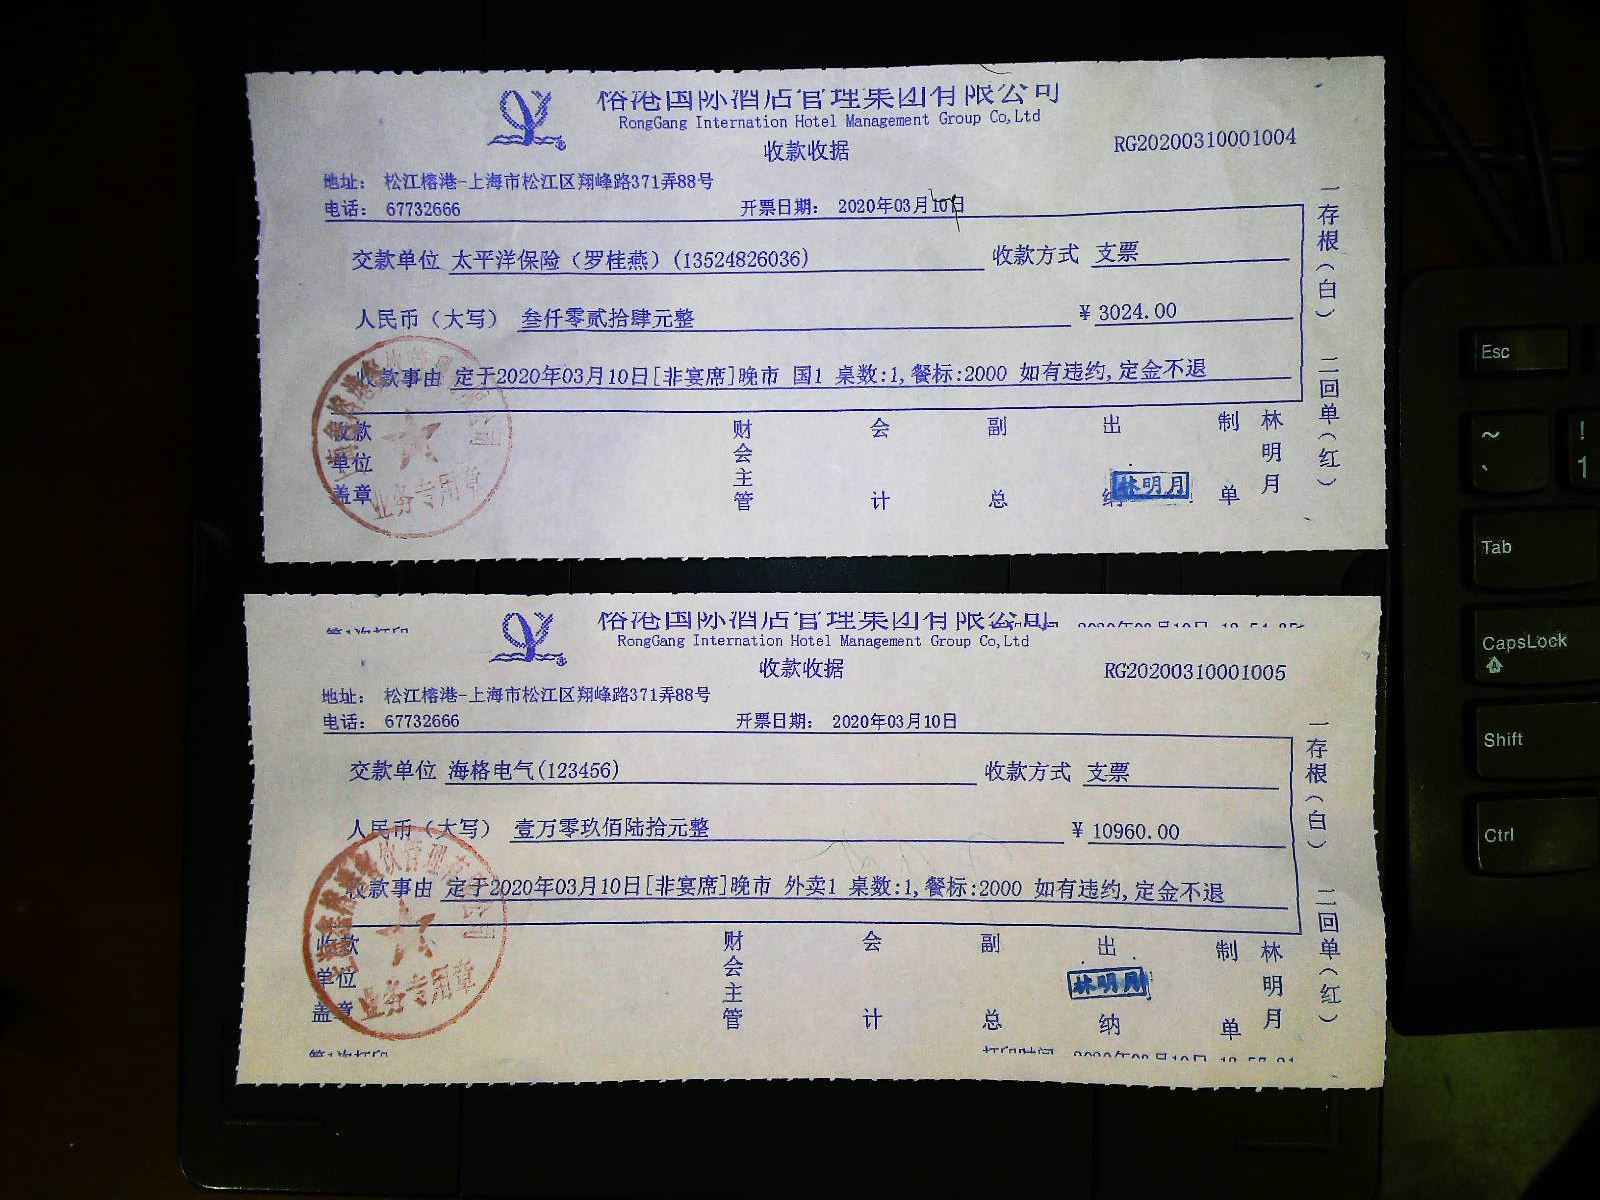 榕港国际酒店管理集团有限公司
RongGang Internation Hotel Management Group Co,Ltd
收款收据
RG20200310001004
地址： 松江榕港-上海市松江区翔峰路371弄88号
电话： 67732666 开票日期： 2020年03月10日
交款单位 太平洋保险（罗桂燕）(13524826036) 收款方式 支票
人民币（大写） 叁仟零贰拾肆元整 ￥3024.00
收款事由 定于2020年03月10日[非宴席]晚市 国1 桌数:1,餐标:2000 如有违约,定金不退
收款单位盖章 财会主管 会计 副总 出纳 林明月 制单 林明月
业务专用章
一存根（白） 二回单（红）
第1次打印
榕港国际酒店管理集团有限公司
RongGang Internation Hotel Management Group Co,Ltd
收款收据
RG20200310001005
地址： 松江榕港-上海市松江区翔峰路371弄88号
电话： 67732666 开票日期： 2020年03月10日
交款单位 海格电气(123456) 收款方式 支票
人民币（大写） 壹万零玖佰陆拾元整 ￥10960.00
收款事由 定于2020年03月10日[非宴席]晚市 外卖1 桌数:1,餐标:2000 如有违约,定金不退
收款单位盖章 财会主管 会计 副总 出纳 林明月 制单 林明月
业务专用章
一存根（白） 二回单（红）
第1次打印 打印时间
Esc
~ `
! 1
Tab
CapsLock
Shift
Ctrl